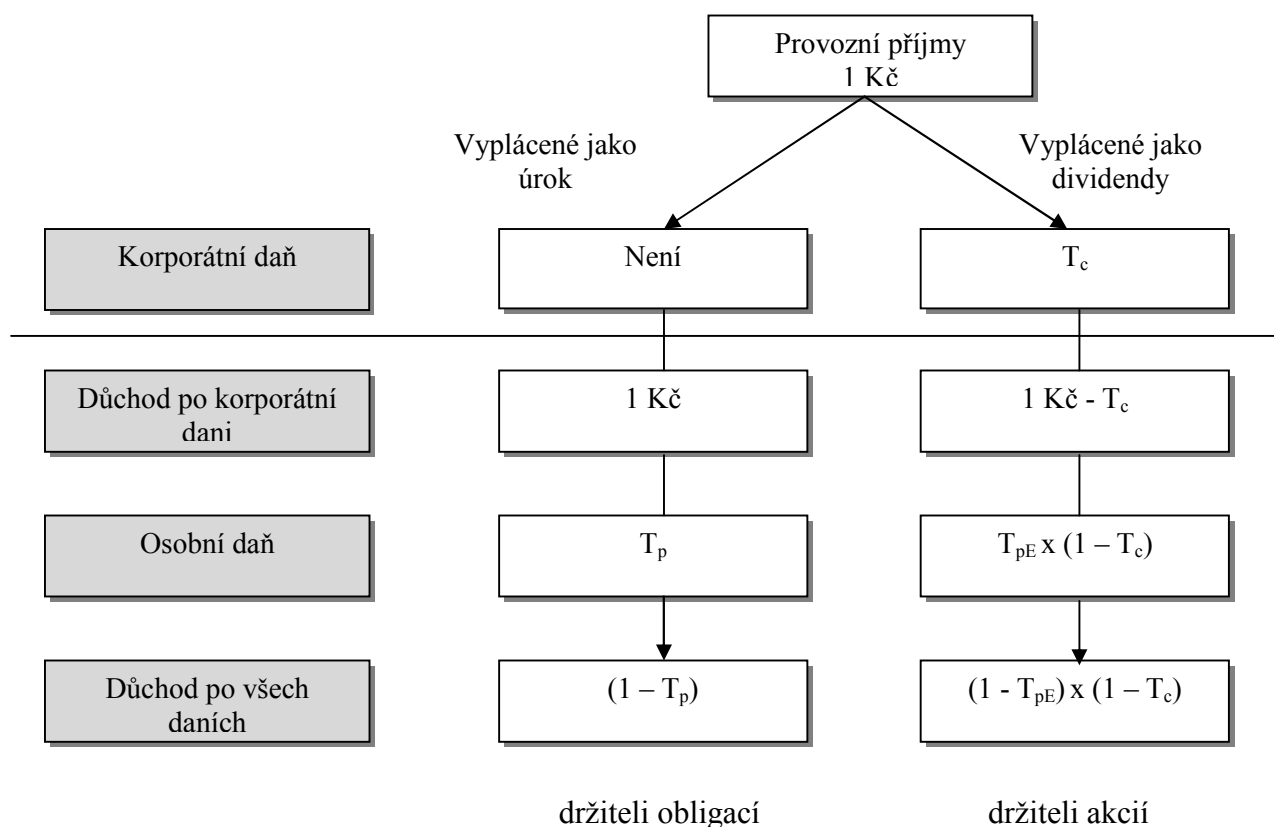 Provozní příjmy
1 Kč
Vyplácené jako
úrok
Vyplácené jako
dividendy
Korporátní daň
Není
T_c
Důchod po korporátní
dani
1 Kč
1 Kč - T_c
Osobní daň
T_p
T_pE x (1 – T_c)
Důchod po všech
daních
(1 – T_p)
(1 - T_pE) x (1 – T_c)
držiteli obligací
držiteli akcií